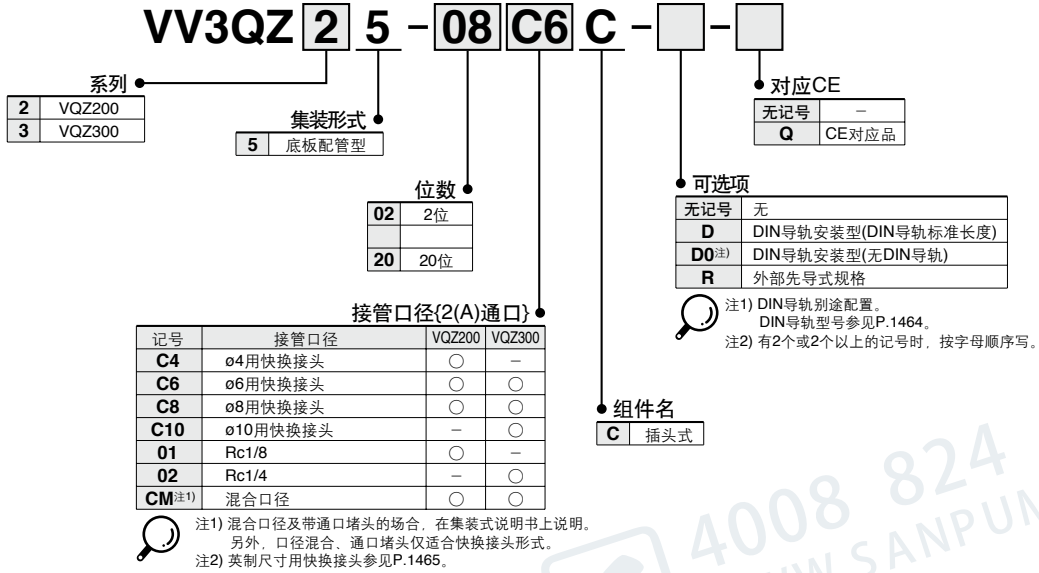 VV3QZ 2 5 - 08 C6 C - □ - □
系列
2 VQZ200
3 VQZ300
集装形式
5 底板配管型
位数
02 2位
20 20位
接管口径{2(A)通口}
记号 接管口径 VQZ200 VQZ300
C4 ø4用快换接头 ○ −
C6 ø6用快换接头 ○ ○
C8 ø8用快换接头 ○ ○
C10 ø10用快换接头 − ○
01 Rc1/8 ○ −
02 Rc1/4 − ○
CM注1) 混合口径 ○ ○
注1) 混合口径及带通口堵头的场合，在集装式说明书上说明。
另外，口径混合、通口堵头仅适合快换接头形式。
注2) 英制尺寸用快换接头参见P.1465。
对应CE
无记号 −
Q CE对应品
可选项
无记号 无
D DIN导轨安装型(DIN导轨标准长度)
D0注) DIN导轨安装型(无DIN导轨)
R 外部先导式规格
注1) DIN导轨别途配置。
DIN导轨型号参见P.1464。
注2) 有2个或2个以上的记号时，按字母顺序写。
组件名
C 插头式
4008 824
WWW.SANPUM